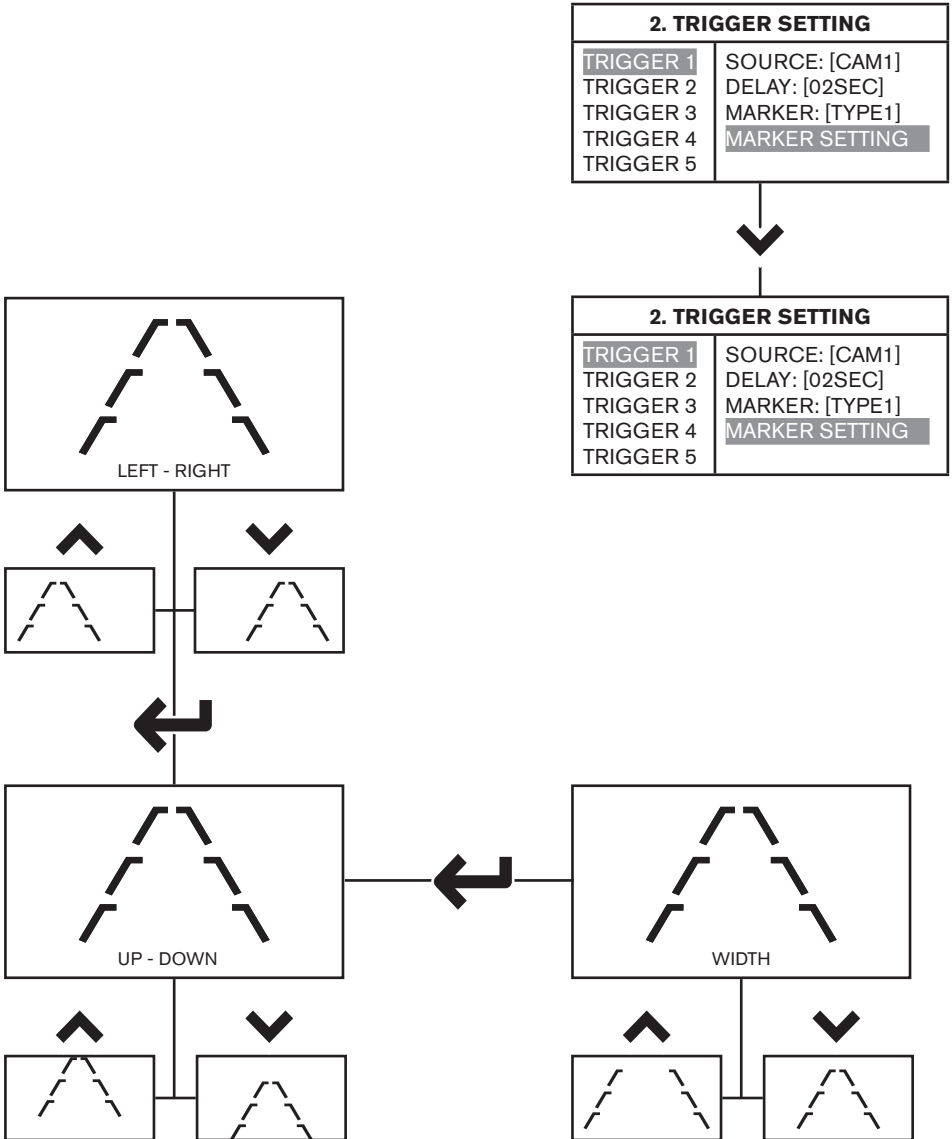 2. TRIGGER SETTING
TRIGGER 1
TRIGGER 2
TRIGGER 3
TRIGGER 4
TRIGGER 5
SOURCE: [CAM1]
DELAY: [02SEC]
MARKER: [TYPE1]
MARKER SETTING
2. TRIGGER SETTING
TRIGGER 1
TRIGGER 2
TRIGGER 3
TRIGGER 4
TRIGGER 5
SOURCE: [CAM1]
DELAY: [02SEC]
MARKER: [TYPE1]
MARKER SETTING
LEFT - RIGHT
UP - DOWN
WIDTH